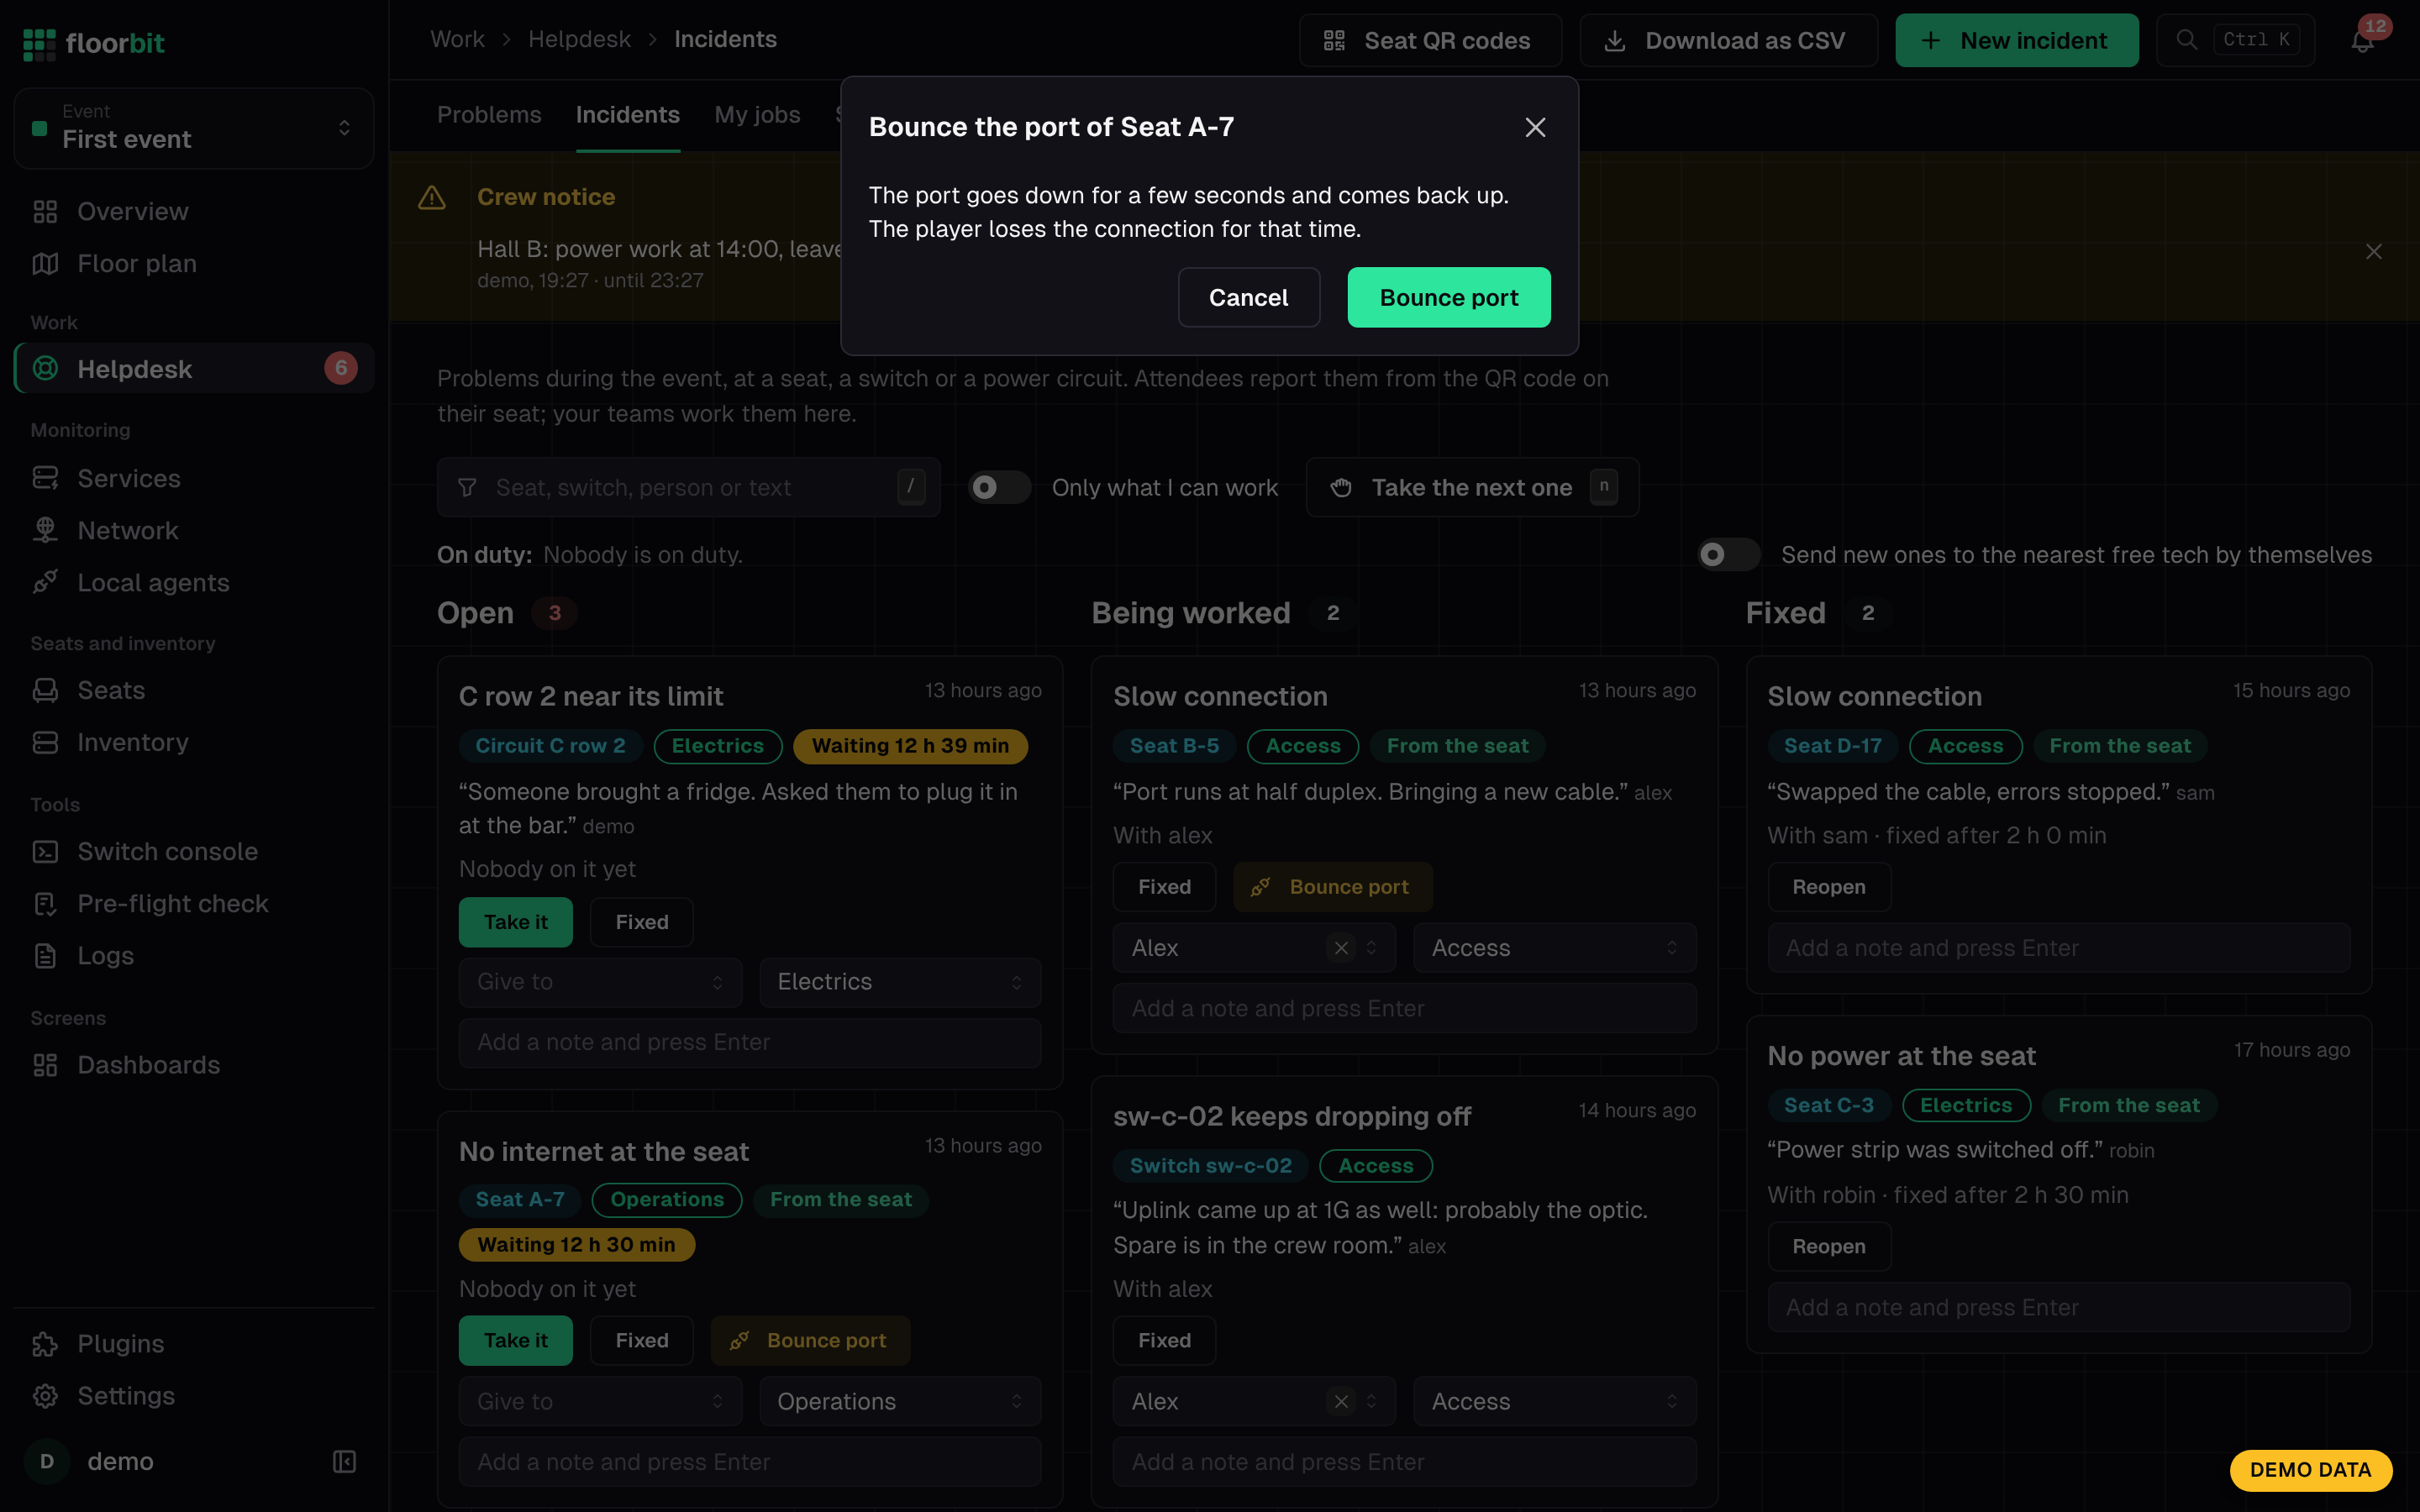 floorbit
Event
First event
Overview
Floor plan
Work
Helpdesk 6
Monitoring
Services
Network
Local agents
Seats and inventory
Seats
Inventory
Tools
Switch console
Pre-flight check
Logs
Screens
Dashboards
Plugins
Settings
D demo
Work > Helpdesk > Incidents
Seat QR codes
Download as CSV
+ New incident
Ctrl K
12
Problems Incidents My jobs
Crew notice
Hall B: power work at 14:00, leave
demo, 19:27 · until 23:27
Bounce the port of Seat A-7
The port goes down for a few seconds and comes back up.
The player loses the connection for that time.
Cancel Bounce port
Problems during the event, at a seat, a switch or a power circuit. Attendees report them from the QR code on
their seat; your teams work them here.
Seat, switch, person or text /
Only what I can work
Take the next one n
On duty: Nobody is on duty.
Send new ones to the nearest free tech by themselves
Open 3
C row 2 near its limit 13 hours ago
Circuit C row 2 Electrics Waiting 12 h 39 min
“Someone brought a fridge. Asked them to plug it in
at the bar.” demo
Nobody on it yet
Take it Fixed
Give to Electrics
Add a note and press Enter
No internet at the seat 13 hours ago
Seat A-7 Operations From the seat
Waiting 12 h 30 min
Nobody on it yet
Take it Fixed Bounce port
Give to Operations
Add a note and press Enter
Being worked 2
Slow connection 13 hours ago
Seat B-5 Access From the seat
“Port runs at half duplex. Bringing a new cable.” alex
With alex
Fixed Bounce port
Alex Access
Add a note and press Enter
sw-c-02 keeps dropping off 14 hours ago
Switch sw-c-02 Access
“Uplink came up at 1G as well: probably the optic.
Spare is in the crew room.” alex
With alex
Fixed
Alex Access
Add a note and press Enter
Fixed 2
Slow connection 15 hours ago
Seat D-17 Access From the seat
“Swapped the cable, errors stopped.” sam
With sam · fixed after 2 h 0 min
Reopen
Add a note and press Enter
No power at the seat 17 hours ago
Seat C-3 Electrics From the seat
“Power strip was switched off.” robin
With robin · fixed after 2 h 30 min
Reopen
Add a note and press Enter
DEMO DATA